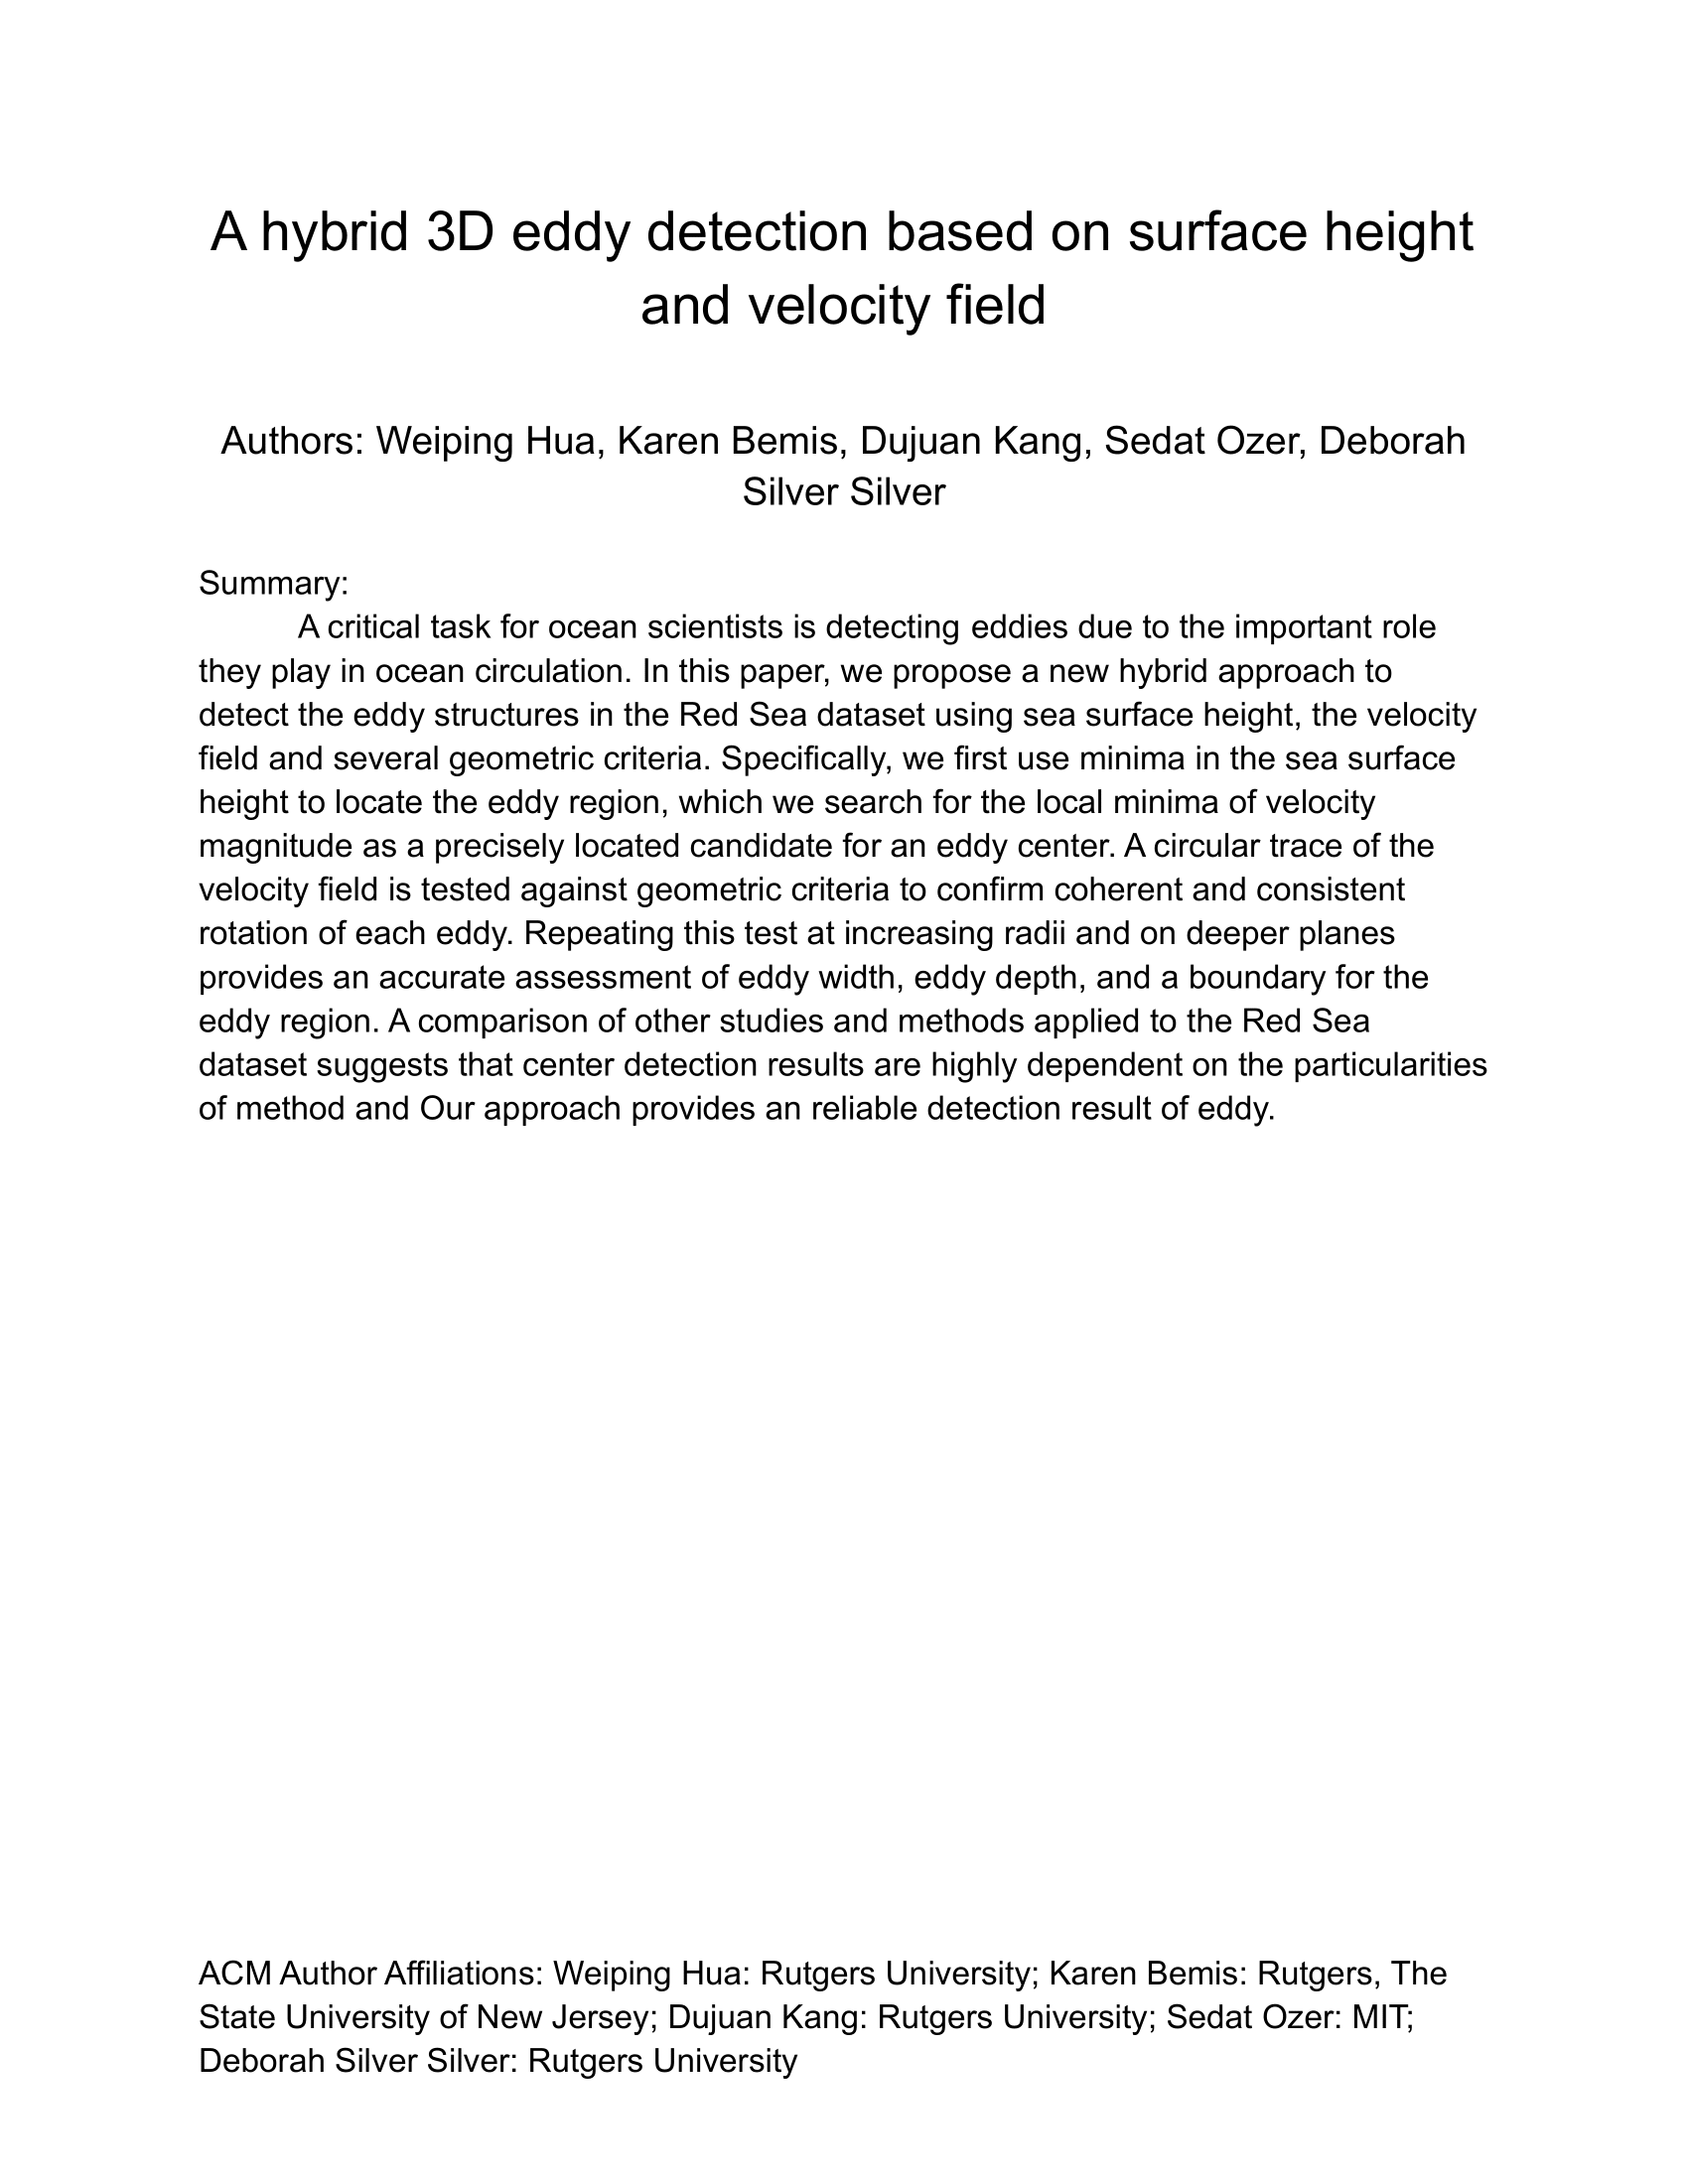 A hybrid 3D eddy detection based on surface height
and velocity field
Authors: Weiping Hua, Karen Bemis, Dujuan Kang, Sedat Ozer, Deborah
Silver Silver
Summary:
A critical task for ocean scientists is detecting eddies due to the important role
they play in ocean circulation. In this paper, we propose a new hybrid approach to
detect the eddy structures in the Red Sea dataset using sea surface height, the velocity
field and several geometric criteria. Specifically, we first use minima in the sea surface
height to locate the eddy region, which we search for the local minima of velocity
magnitude as a precisely located candidate for an eddy center. A circular trace of the
velocity field is tested against geometric criteria to confirm coherent and consistent
rotation of each eddy. Repeating this test at increasing radii and on deeper planes
provides an accurate assessment of eddy width, eddy depth, and a boundary for the
eddy region. A comparison of other studies and methods applied to the Red Sea
dataset suggests that center detection results are highly dependent on the particularities
of method and Our approach provides an reliable detection result of eddy.
ACM Author Affiliations: Weiping Hua: Rutgers University; Karen Bemis: Rutgers, The
State University of New Jersey; Dujuan Kang: Rutgers University; Sedat Ozer: MIT;
Deborah Silver Silver: Rutgers University